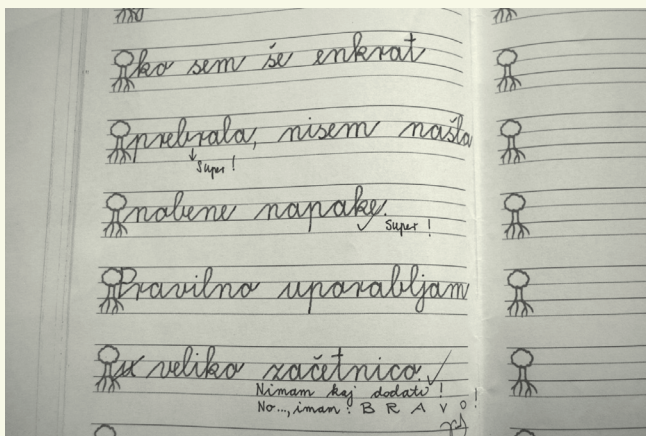 ko sem še enkrat
prebrala, nisem našla
Super!
nobene napake.
Super!
Pravilno uporabljam
veliko začetnico.
Nimam kaj dodati!
No..., imam: BRAVO!